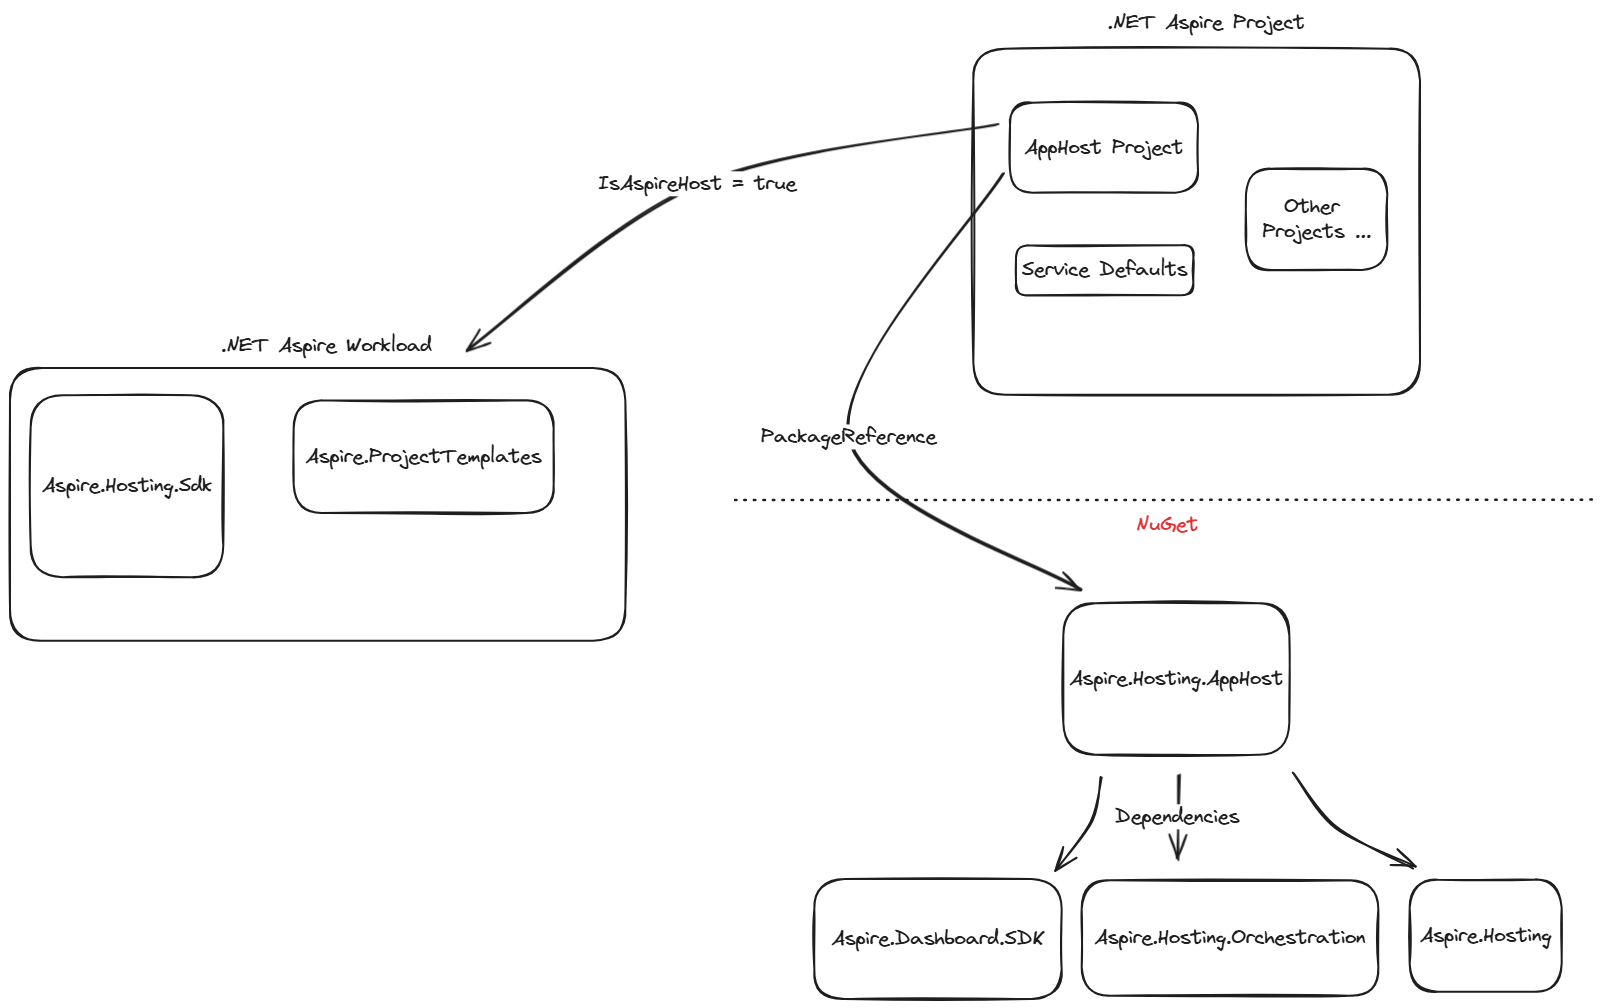 .NET Aspire Project
AppHost Project
IsAspireHost = true
Other
Projects ...
Service Defaults
.NET Aspire Workload
Aspire.Hosting.Sdk
Aspire.ProjectTemplates
PackageReference
NuGet
Aspire.Hosting.AppHost
Dependencies
Aspire.Dashboard.SDK
Aspire.Hosting.Orchestration
Aspire.Hosting